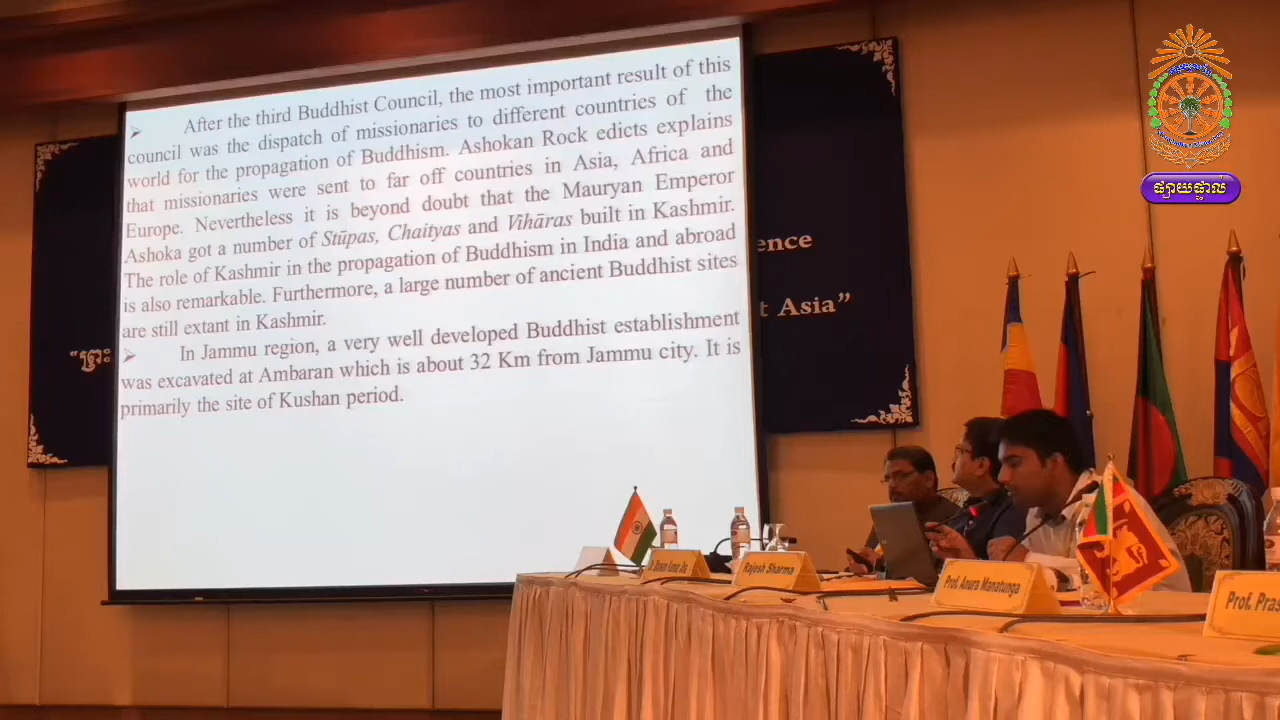 ➢ After the third Buddhist Council, the most important result of this
council was the dispatch of missionaries to different countries of the
world for the propagation of Buddhism. Ashokan Rock edicts explains
that missionaries were sent to far off countries in Asia, Africa and
Europe. Nevertheless it is beyond doubt that the Mauryan Emperor
Ashoka got a number of Stūpas, Chaityas and Vihāras built in Kashmir.
The role of Kashmir in the propagation of Buddhism in India and abroad
is also remarkable. Furthermore, a large number of ancient Buddhist sites
are still extant in Kashmir.
➢ In Jammu region, a very well developed Buddhist establishment
was excavated at Ambaran which is about 32 Km from Jammu city. It is
primarily the site of Kushan period.
ence
t Asia”
“ព្រះ
ផ្សាយផ្ទាល់
Rajesh Sharma
Prof. Anura Manatunga
Prof. Pras